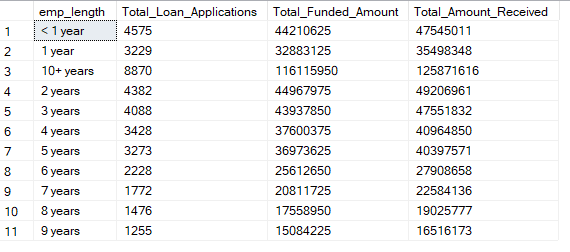 emp_length Total_Loan_Applications Total_Funded_Amount Total_Amount_Received
1 < 1 year 4575 44210625 47545011
2 1 year 3229 32883125 35498348
3 10+ years 8870 116115950 125871616
4 2 years 4382 44967975 49206961
5 3 years 4088 43937850 47551832
6 4 years 3428 37600375 40964850
7 5 years 3273 36973625 40397571
8 6 years 2228 25612650 27908658
9 7 years 1772 20811725 22584136
10 8 years 1476 17558950 19025777
11 9 years 1255 15084225 16516173